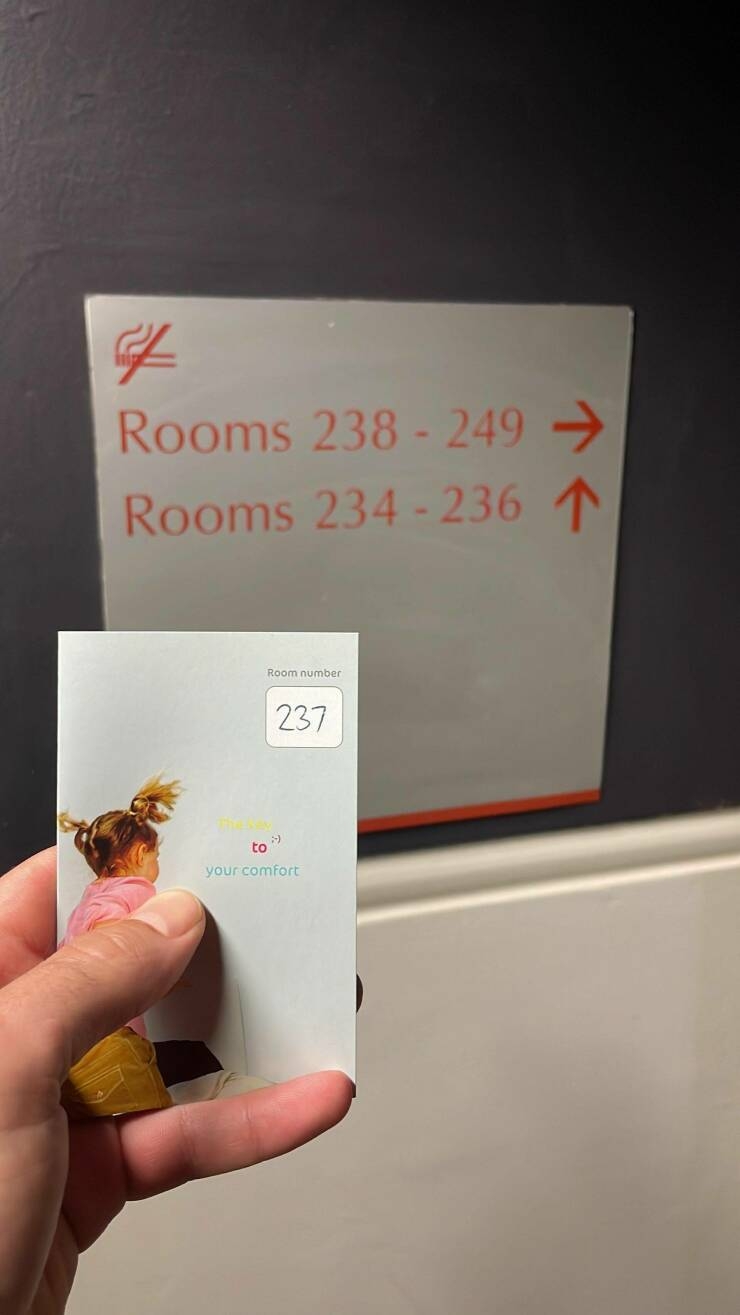 Rooms 238 - 249 →
Rooms 234 - 236 ↑
Room number
237
The key
to ;-)
your comfort